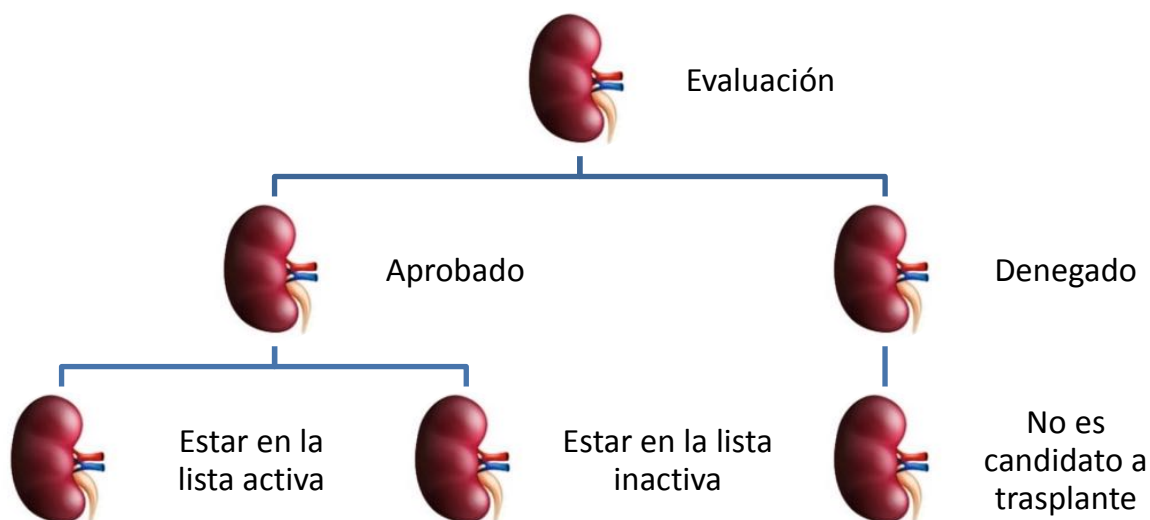 Evaluación
Aprobado
Denegado
Estar en la
lista activa
Estar en la lista
inactiva
No es
candidato a
trasplante